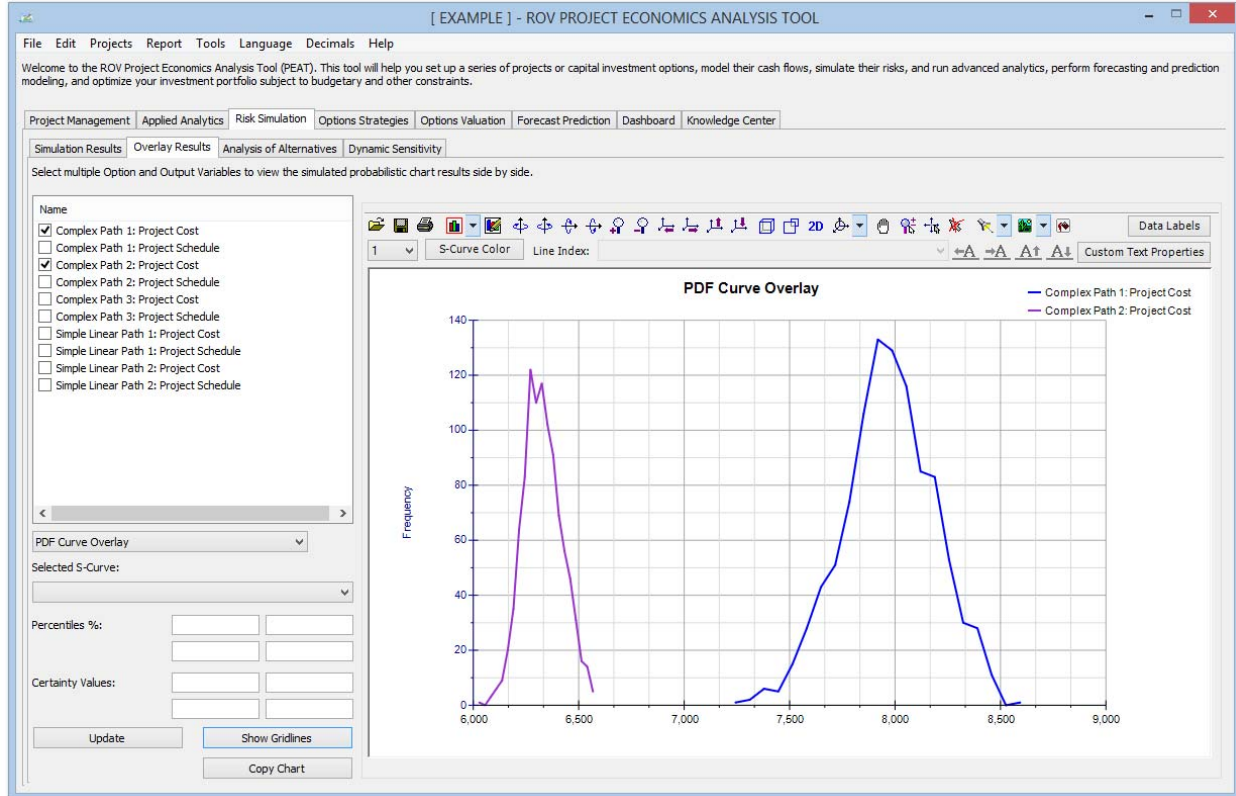 [ EXAMPLE ] - ROV PROJECT ECONOMICS ANALYSIS TOOL
File Edit Projects Report Tools Language Decimals Help
Welcome to the ROV Project Economics Analysis Tool (PEAT). This tool will help you set up a series of projects or capital investment options, model their cash flows, simulate their risks, and run advanced analytics, perform forecasting and prediction
modeling, and optimize your investment portfolio subject to budgetary and other constraints.
Project Management Applied Analytics Risk Simulation Options Strategies Options Valuation Forecast Prediction Dashboard Knowledge Center
Simulation Results Overlay Results Analysis of Alternatives Dynamic Sensitivity
Select multiple Option and Output Variables to view the simulated probabilistic chart results side by side.
Name
Complex Path 1: Project Cost
Complex Path 1: Project Schedule
Complex Path 2: Project Cost
Complex Path 2: Project Schedule
Complex Path 3: Project Cost
Complex Path 3: Project Schedule
Simple Linear Path 1: Project Cost
Simple Linear Path 1: Project Schedule
Simple Linear Path 2: Project Cost
Simple Linear Path 2: Project Schedule
PDF Curve Overlay
Selected S-Curve:
Percentiles %:
Certainty Values:
Update Show Gridlines
Copy Chart
2D Data Labels
1 S-Curve Color Line Index: A A A A Custom Text Properties
PDF Curve Overlay
Complex Path 1: Project Cost
Complex Path 2: Project Cost
Frequency
140
120
100
80
60
40
20
0
6,000 6,500 7,000 7,500 8,000 8,500 9,000